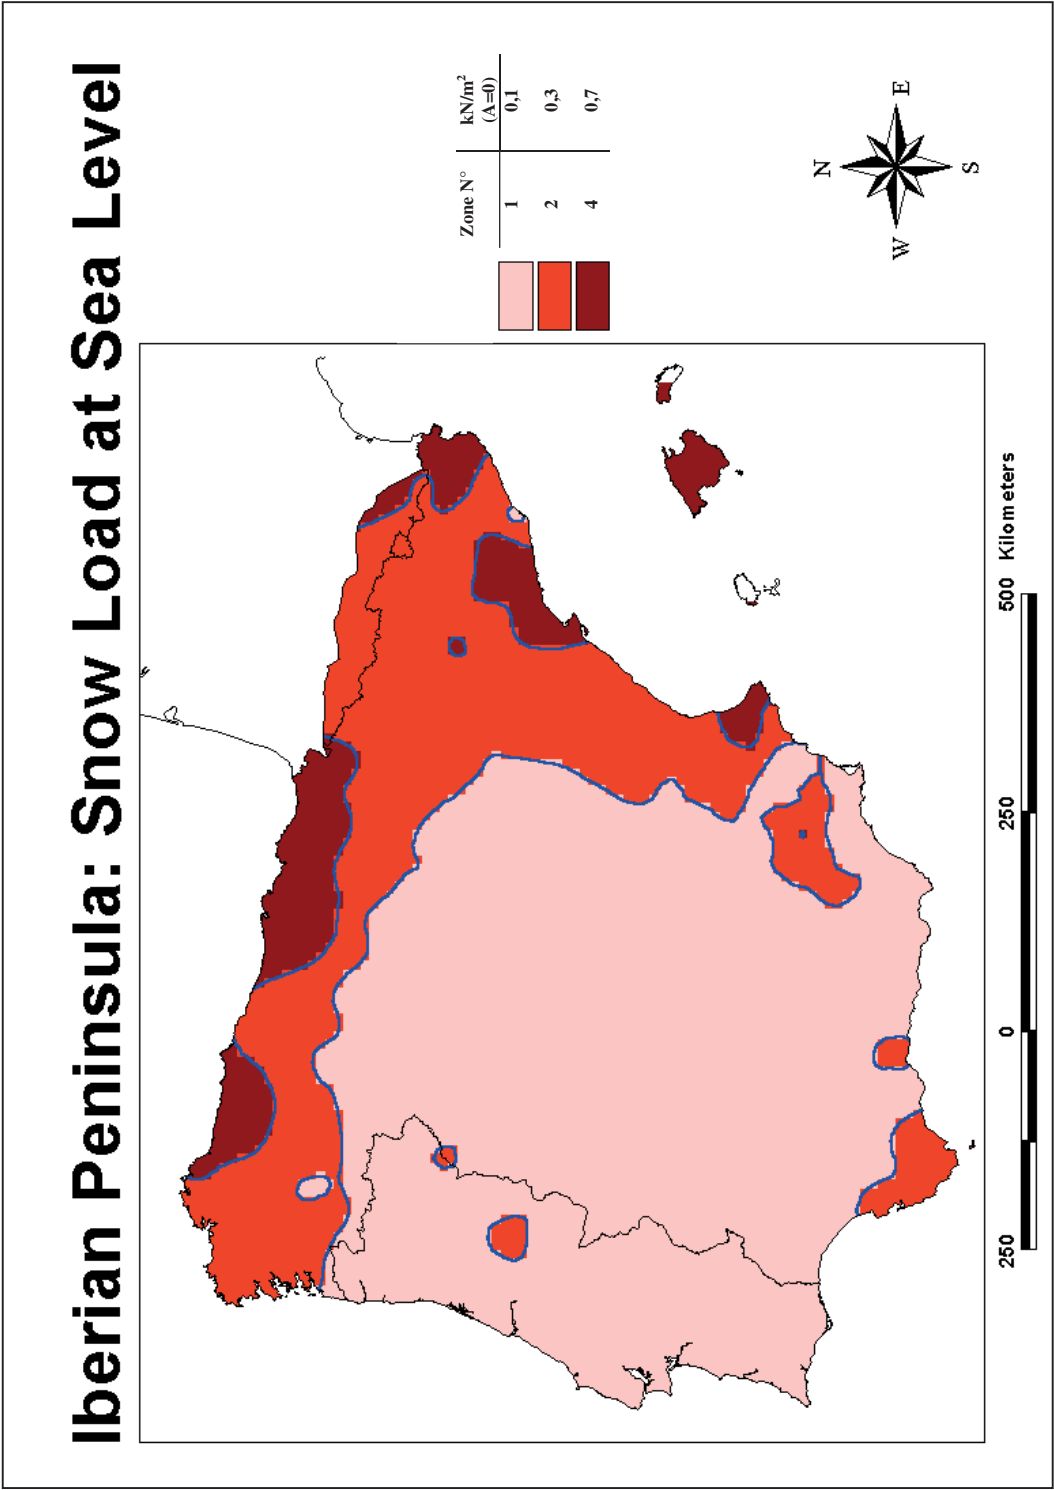 Iberian Peninsula: Snow Load at Sea Level
Zone N° kN/m²
(A=0)
1 0,1
2 0,3
4 0,7
N
W E
S
250 0 250 500 Kilometers